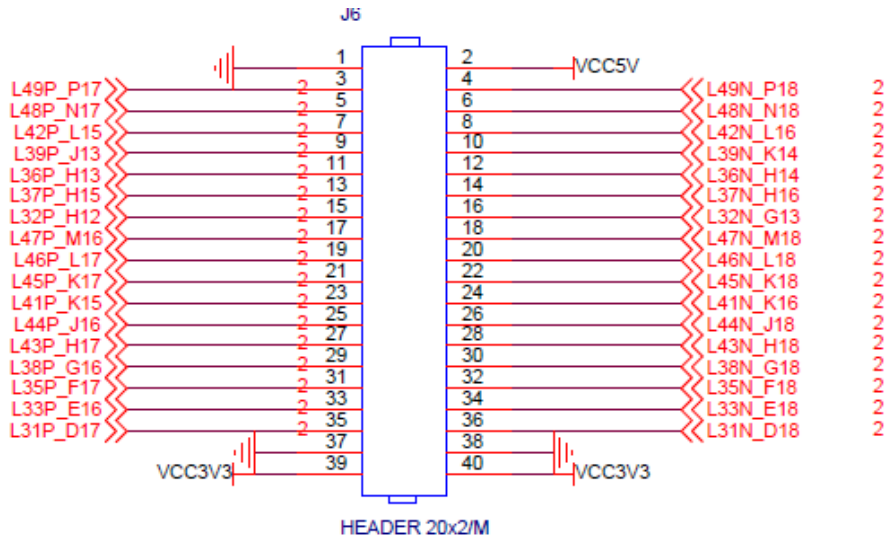 J6
1 2 VCC5V
L49P_P17 2 3 4 L49N_P18 2
L48P_N17 2 5 6 L48N_N18 2
L42P_L15 2 7 8 L42N_L16 2
L39P_J13 2 9 10 L39N_K14 2
L36P_H13 2 11 12 L36N_H14 2
L37P_H15 2 13 14 L37N_H16 2
L32P_H12 2 15 16 L32N_G13 2
L47P_M16 2 17 18 L47N_M18 2
L46P_L17 2 19 20 L46N_L18 2
L45P_K17 2 21 22 L45N_K18 2
L41P_K15 2 23 24 L41N_K16 2
L44P_J16 2 25 26 L44N_J18 2
L43P_H17 2 27 28 L43N_H18 2
L38P_G16 2 29 30 L38N_G18 2
L35P_F17 2 31 32 L35N_F18 2
L33P_E16 2 33 34 L33N_E18 2
L31P_D17 2 35 36 L31N_D18 2
37 38
VCC3V3 39 40 VCC3V3
HEADER 20x2/M